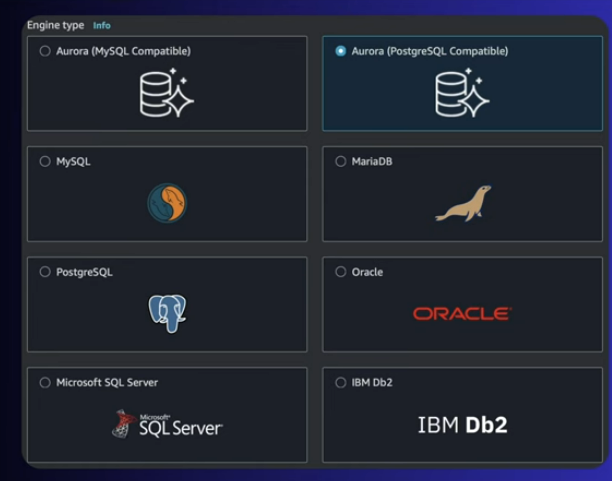 Engine type Info
Aurora (MySQL Compatible)
Aurora (PostgreSQL Compatible)
MySQL
MariaDB
PostgreSQL
Oracle
ORACLE
Microsoft SQL Server
IBM Db2
Microsoft
SQL Server
IBM Db2